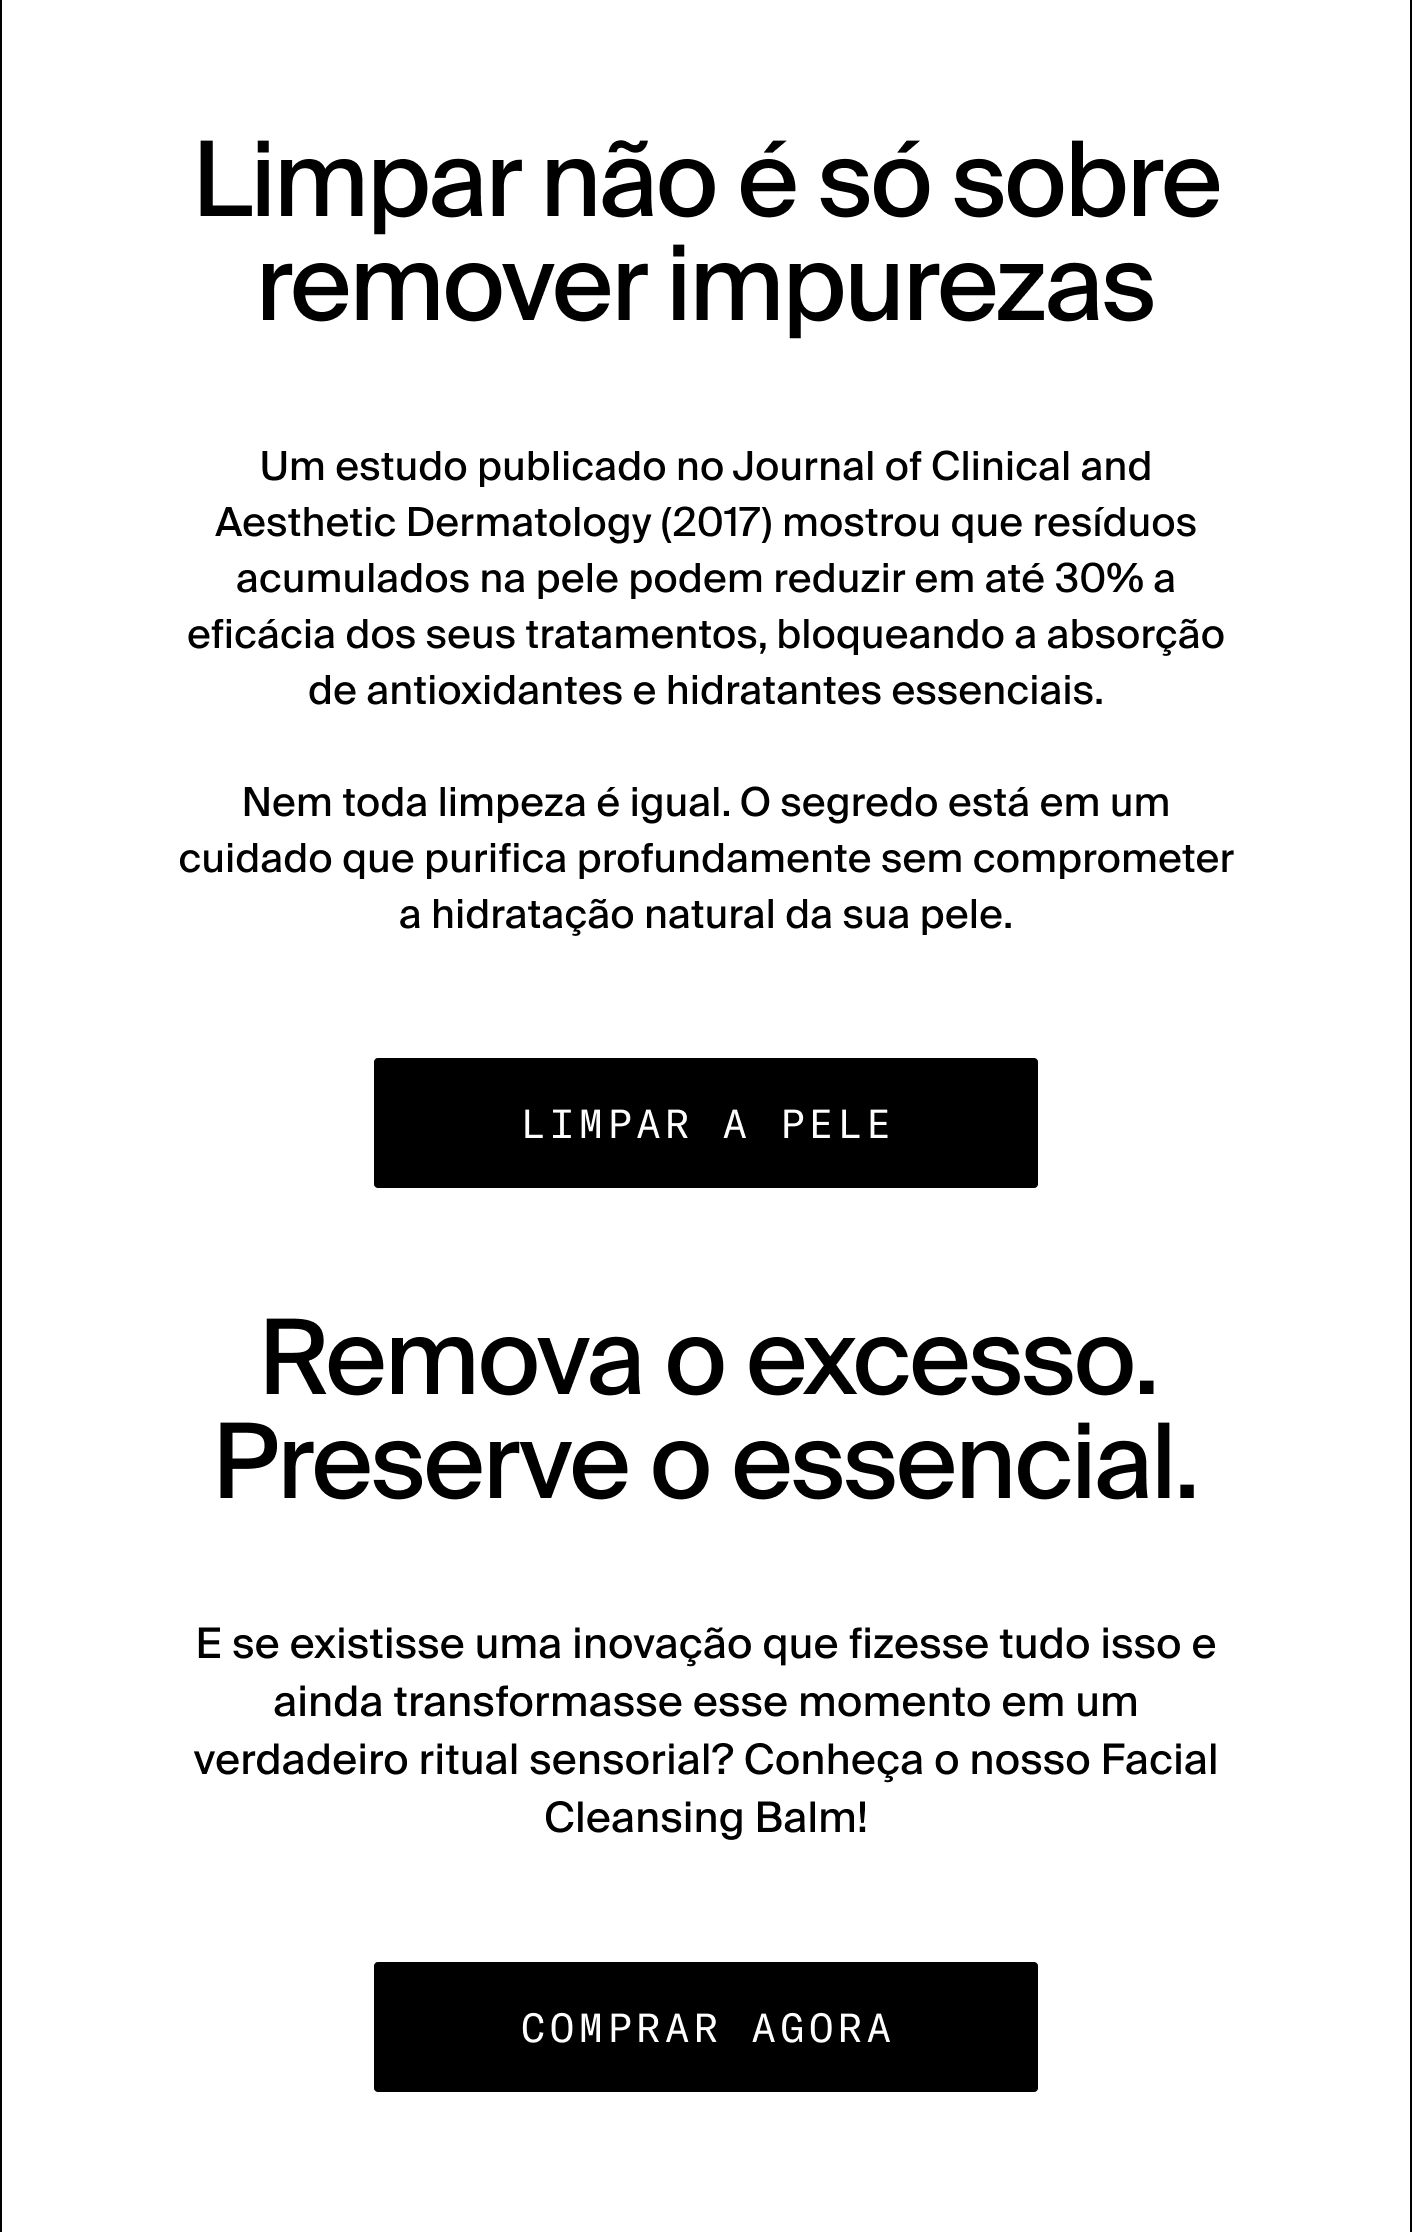 Limpar não é só sobre
remover impurezas
Um estudo publicado no Journal of Clinical and
Aesthetic Dermatology (2017) mostrou que resíduos
acumulados na pele podem reduzir em até 30% a
eficácia dos seus tratamentos, bloqueando a absorção
de antioxidantes e hidratantes essenciais.
Nem toda limpeza é igual. O segredo está em um
cuidado que purifica profundamente sem comprometer
a hidratação natural da sua pele.
LIMPAR A PELE
Remova o excesso.
Preserve o essencial.
E se existisse uma inovação que fizesse tudo isso e
ainda transformasse esse momento em um
verdadeiro ritual sensorial? Conheça o nosso Facial
Cleansing Balm!
COMPRAR AGORA